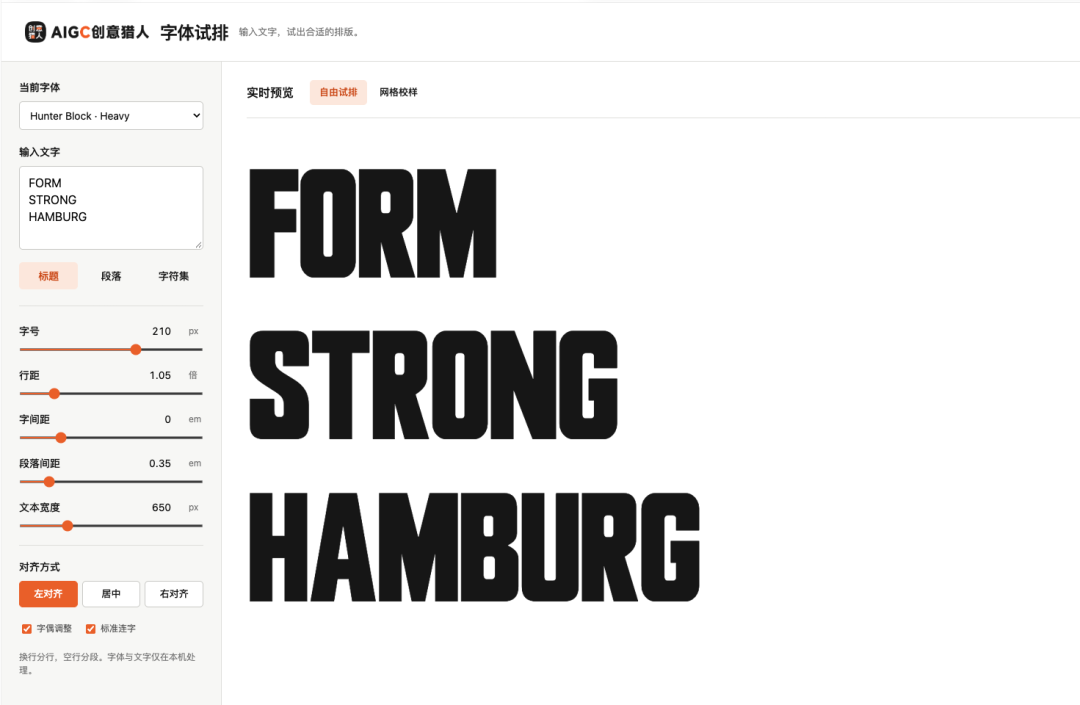 创意
猎人
AIGC创意猎人 字体试排 输入文字，试出合适的排版。
当前字体
Hunter Block · Heavy
输入文字
FORM
STRONG
HAMBURG
标题 段落 字符集
字号 210 px
行距 1.05 倍
字间距 0 em
段落间距 0.35 em
文本宽度 650 px
对齐方式
左对齐 居中 右对齐
字偶调整 标准连字
换行分行，空行分段。字体与文字仅在本机处
理。
实时预览 自由试排 网格校样
FORM
STRONG
HAMBURG